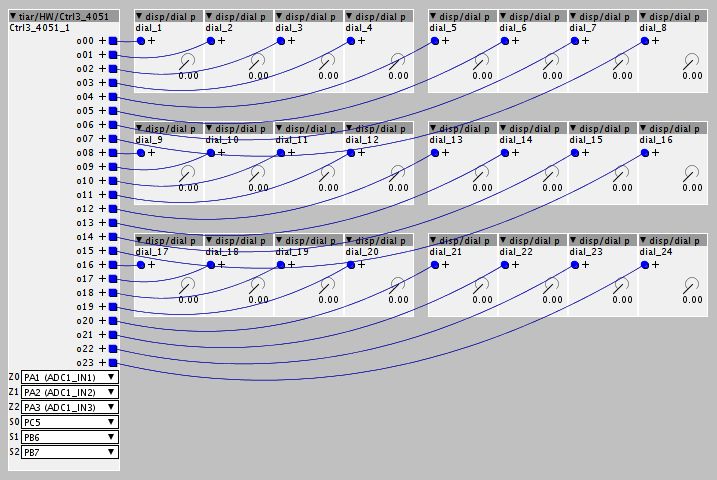 ▼ tiar/HW/Ctrl3_4051
Ctrl3_4051_1
o00 +
o01 +
o02 +
o03 +
o04 +
o05 +
o06 +
o07 +
o08 +
o09 +
o10 +
o11 +
o12 +
o13 +
o14 +
o15 +
o16 +
o17 +
o18 +
o19 +
o20 +
o21 +
o22 +
o23 +
Z0 PA1 (ADC1_IN1) ▼
Z1 PA2 (ADC1_IN2) ▼
Z2 PA3 (ADC1_IN3) ▼
S0 PC5 ▼
S1 PB6 ▼
S2 PB7 ▼
▼ disp/dial p ▼ disp/dial p ▼ disp/dial p ▼ disp/dial p ▼ disp/dial p ▼ disp/dial p ▼ disp/dial p ▼ disp/dial p
dial_1 dial_2 dial_3 dial_4 dial_5 dial_6 dial_7 dial_8
+ + + + + + + +
0.00 0.00 0.00 0.00 0.00 0.00 0.00 0.00
▼ disp/dial p ▼ disp/dial p ▼ disp/dial p ▼ disp/dial p ▼ disp/dial p ▼ disp/dial p ▼ disp/dial p ▼ disp/dial p
dial_9 dial_10 dial_11 dial_12 dial_13 dial_14 dial_15 dial_16
+ + + + + + + +
0.00 0.00 0.00 0.00 0.00 0.00 0.00 0.00
▼ disp/dial p ▼ disp/dial p ▼ disp/dial p ▼ disp/dial p ▼ disp/dial p ▼ disp/dial p ▼ disp/dial p ▼ disp/dial p
dial_17 dial_18 dial_19 dial_20 dial_21 dial_22 dial_23 dial_24
+ + + + + + + +
0.00 0.00 0.00 0.00 0.00 0.00 0.00 0.00